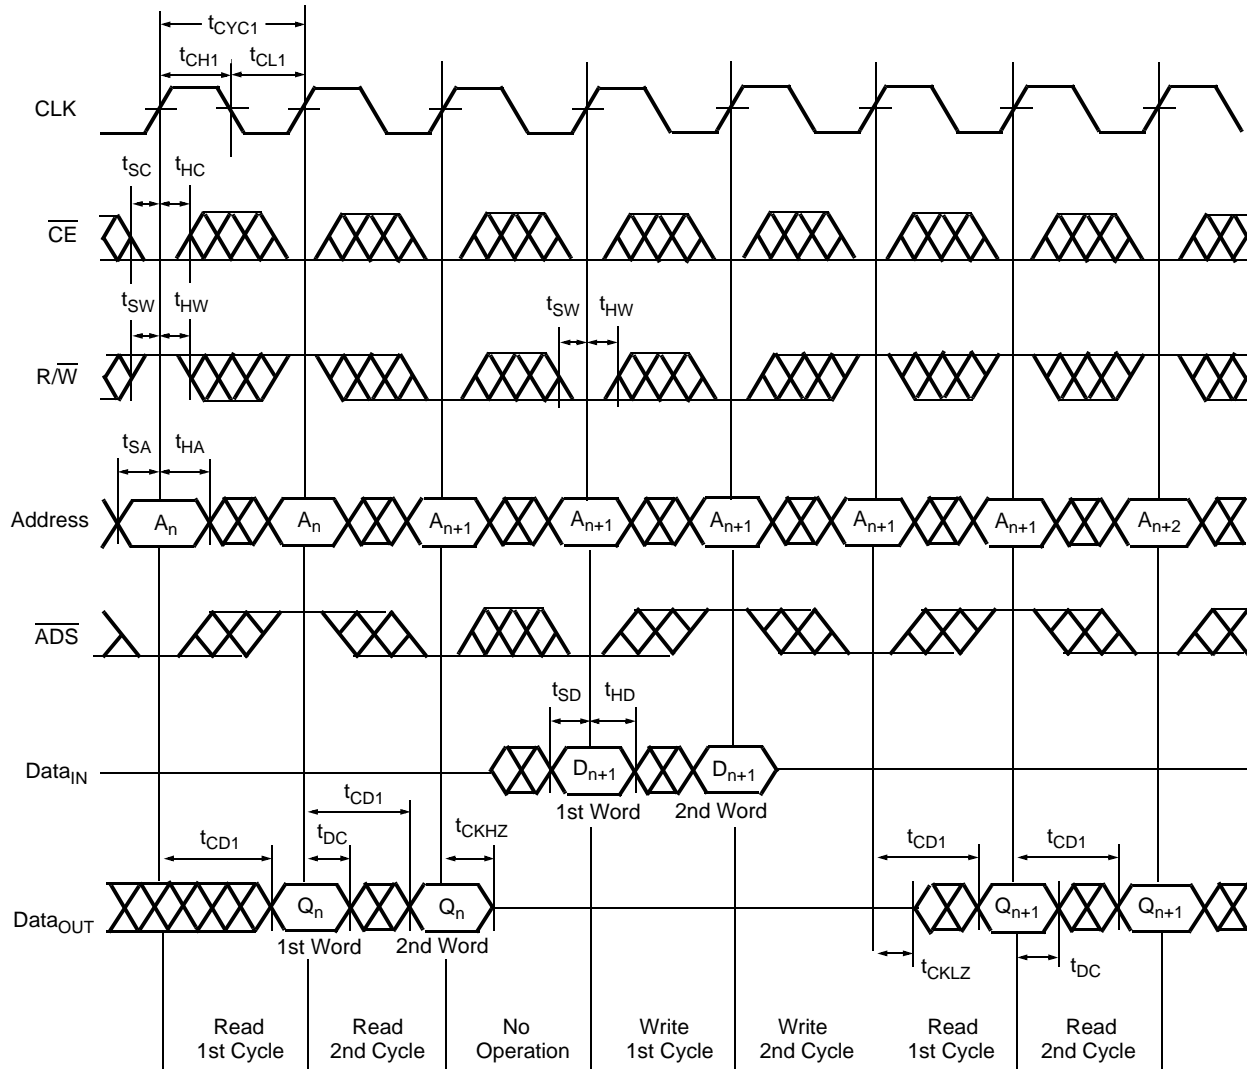 tCYC1
tCH1 tCL1
CLK
tSC tHC
CE
tSW tHW tSW tHW
R/W
tSA tHA
Address An An An+1 An+1 An+1 An+1 An+1 An+2
ADS
tSD tHD
DataIN Dn+1 Dn+1
1st Word 2nd Word
tCD1
tCD1 tDC tCKHZ tCD1 tCD1
DataOUT Qn Qn Qn+1 Qn+1
1st Word 2nd Word
tCKLZ tDC
Read Read No Write Write Read Read
1st Cycle 2nd Cycle Operation 1st Cycle 2nd Cycle 1st Cycle 2nd Cycle